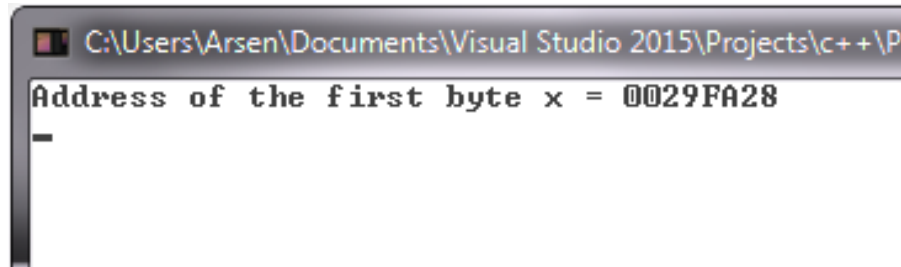 C:\Users\Arsen\Documents\Visual Studio 2015\Projects\c++\P
Address of the first byte x = 0029FA28